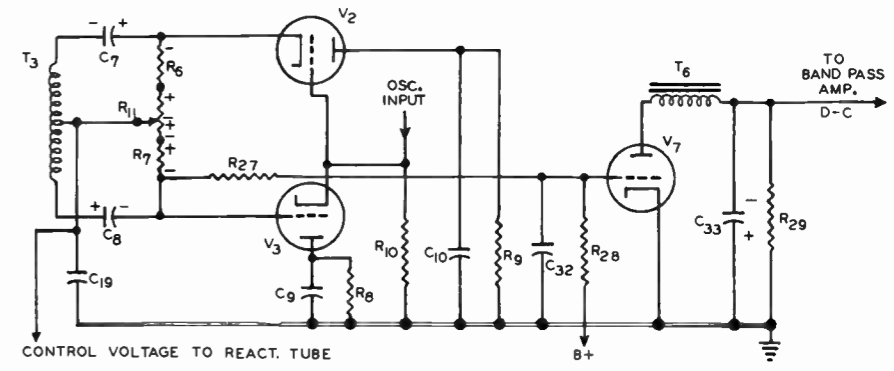 T3
− +
C7
−
R6
V2
OSC.
INPUT
V7
T6
TO
BAND PASS
AMP.
D-C
R11
+
−
+
+
R7
−
R27
+ −
C8
V3
R10
C10
R9
C32
R28
C33
−
+
R29
C19
C9
R8
CONTROL VOLTAGE TO REACT. TUBE
B+